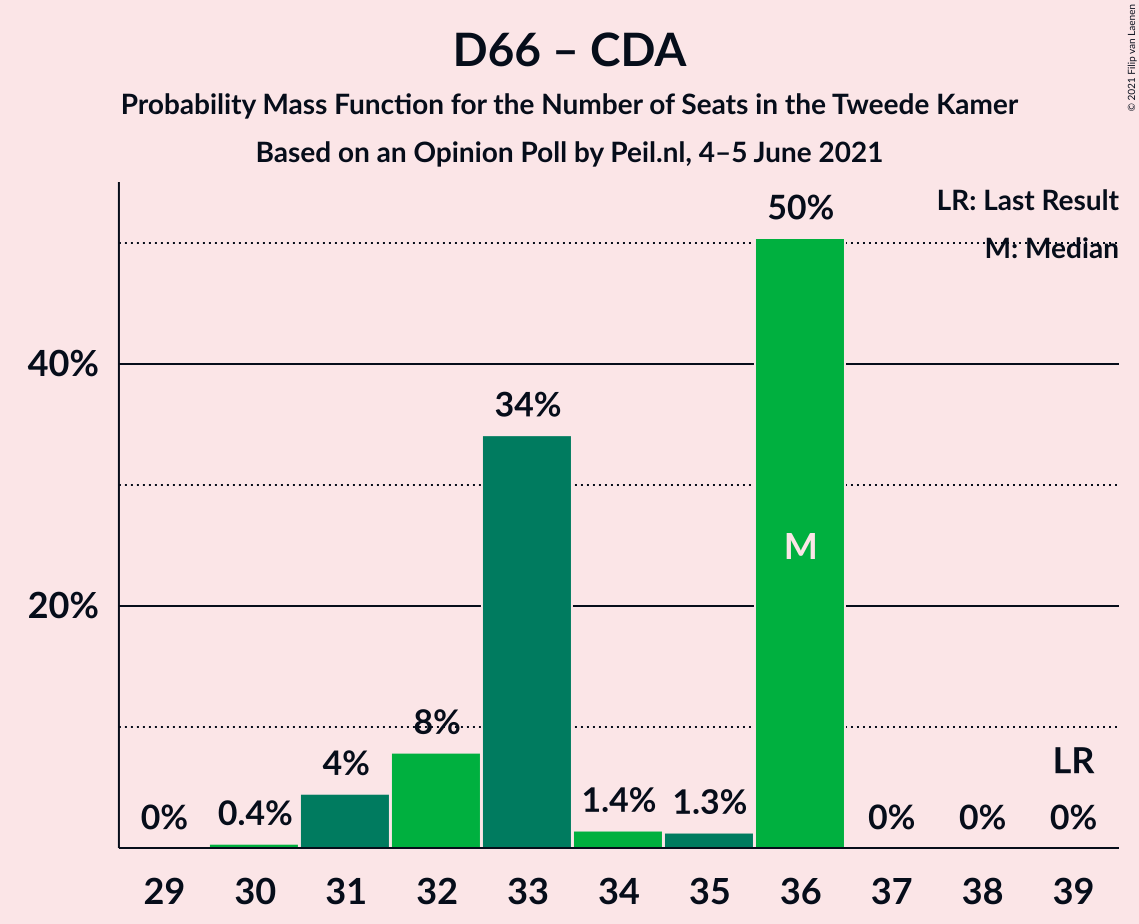 D66 – CDA
Probability Mass Function for the Number of Seats in the Tweede Kamer
Based on an Opinion Poll by Peil.nl, 4–5 June 2021
© 2021 Filip van Laenen
LR: Last Result
M: Median
50%
40%
34%
M
20%
8%
4%
LR
0%
0.4%
1.4%
1.3%
0%
0%
0%
29 30 31 32 33 34 35 36 37 38 39